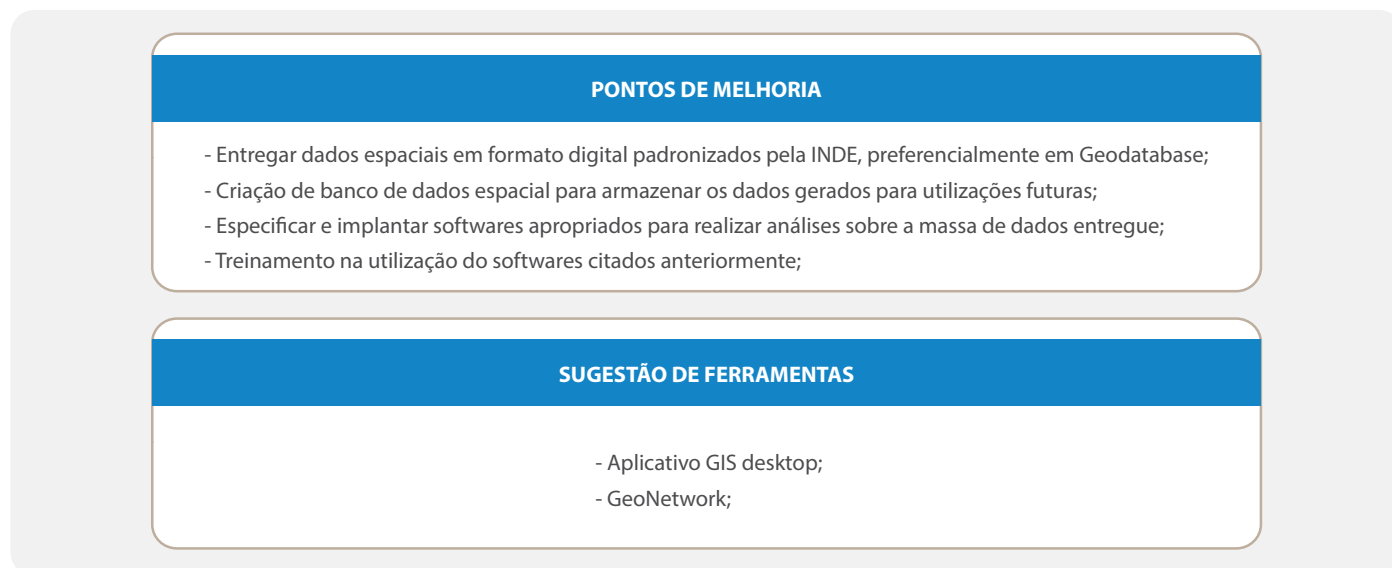 PONTOS DE MELHORIA
- Entregar dados espaciais em formato digital padronizados pela INDE, preferencialmente em Geodatabase;
- Criação de banco de dados espacial para armazenar os dados gerados para utilizações futuras;
- Especificar e implantar softwares apropriados para realizar análises sobre a massa de dados entregue;
- Treinamento na utilização do softwares citados anteriormente;
SUGESTÃO DE FERRAMENTAS
- Aplicativo GIS desktop;
- GeoNetwork;